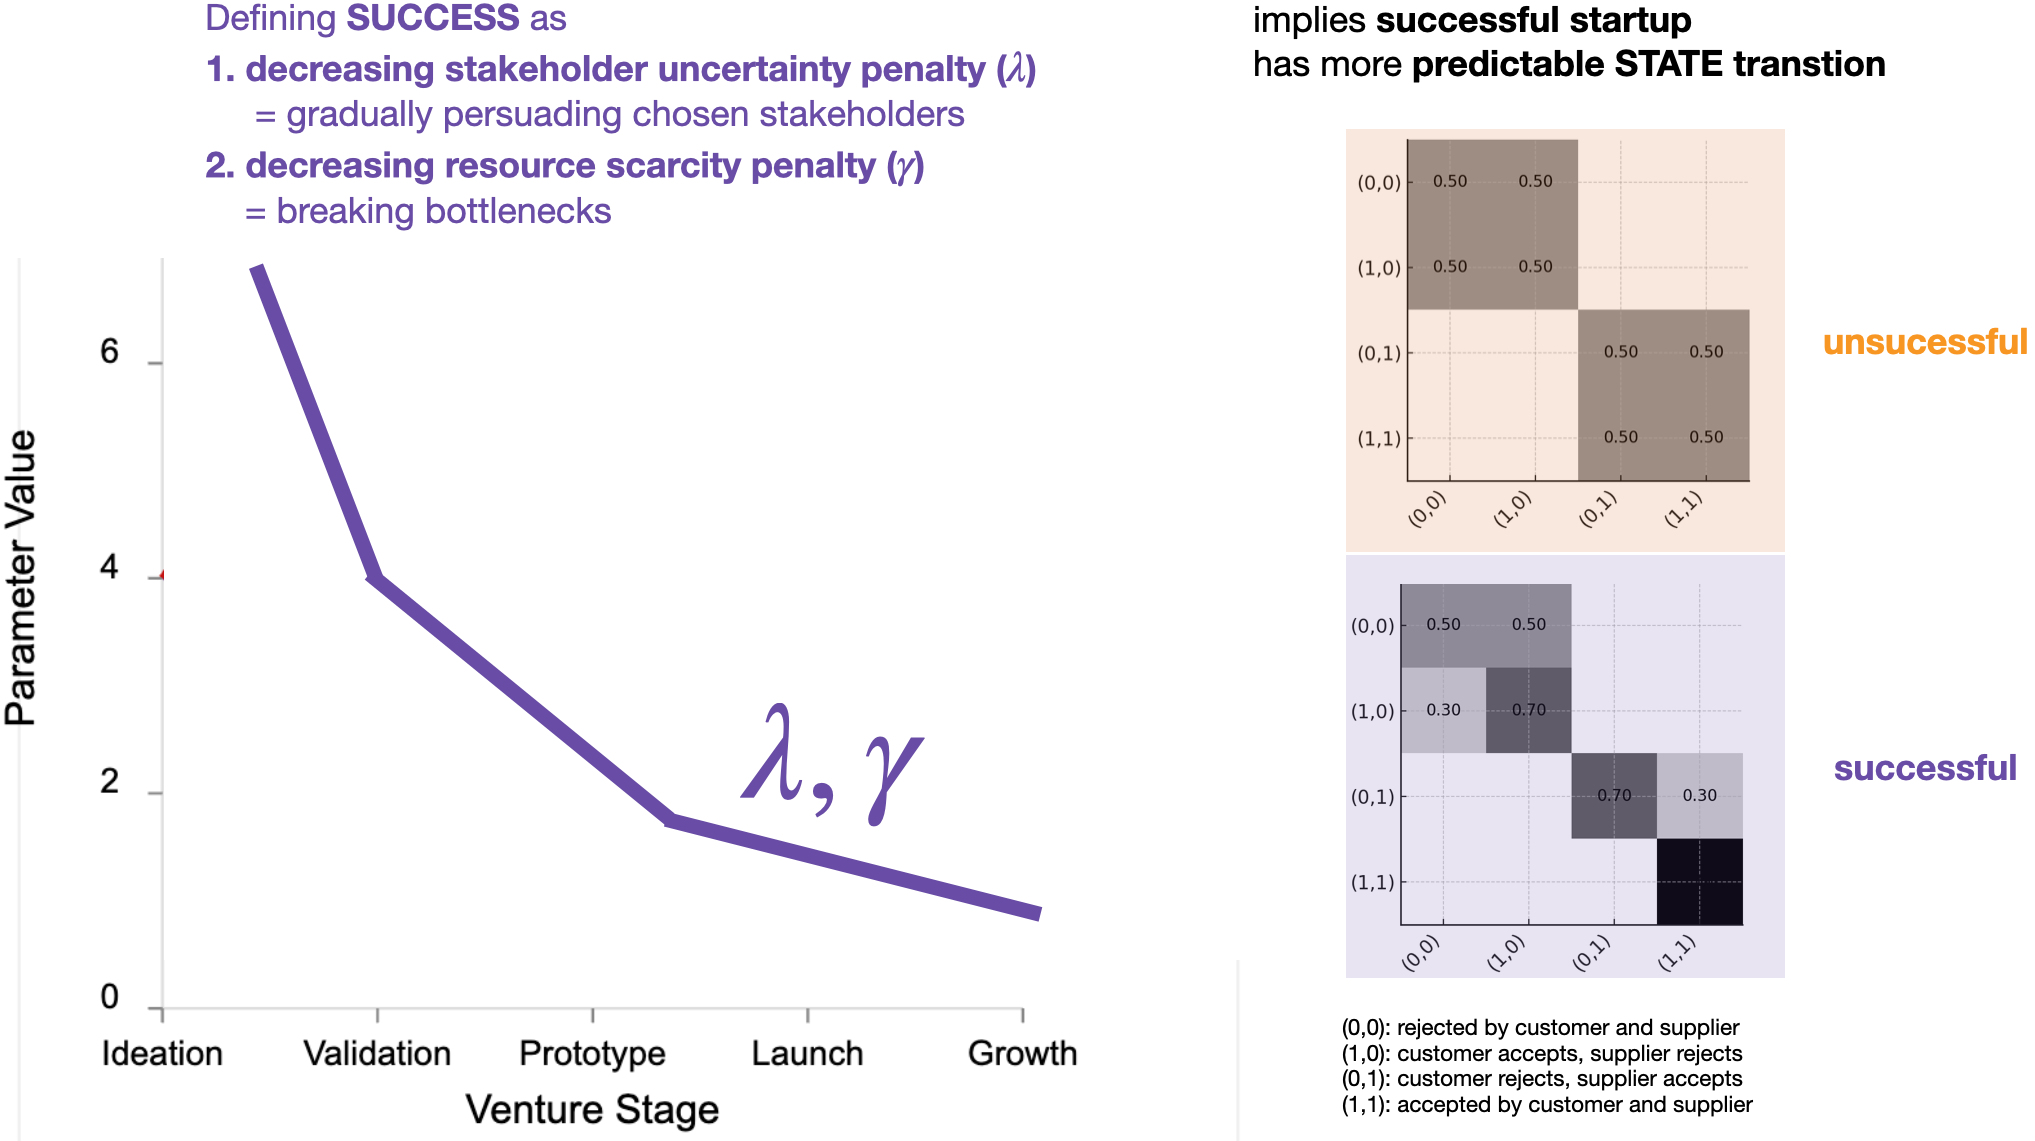 Defining SUCCESS as
1. decreasing stakeholder uncertainty penalty (λ)
= gradually persuading chosen stakeholders
2. decreasing resource scarcity penalty (γ)
= breaking bottlenecks
Parameter Value
6
4
2
0
λ, γ
Ideation Validation Prototype Launch Growth
Venture Stage
implies successful startup
has more predictable STATE transtion
(0,0) 0.50 0.50
(1,0) 0.50 0.50
(0,1) 0.50 0.50
(1,1) 0.50 0.50
(0,0) (1,0) (0,1) (1,1)
unsucessful
(0,0) 0.50 0.50
(1,0) 0.30 0.70
(0,1) 0.70 0.30
(1,1)
(0,0) (1,0) (0,1) (1,1)
successful
(0,0): rejected by customer and supplier
(1,0): customer accepts, supplier rejects
(0,1): customer rejects, supplier accepts
(1,1): accepted by customer and supplier